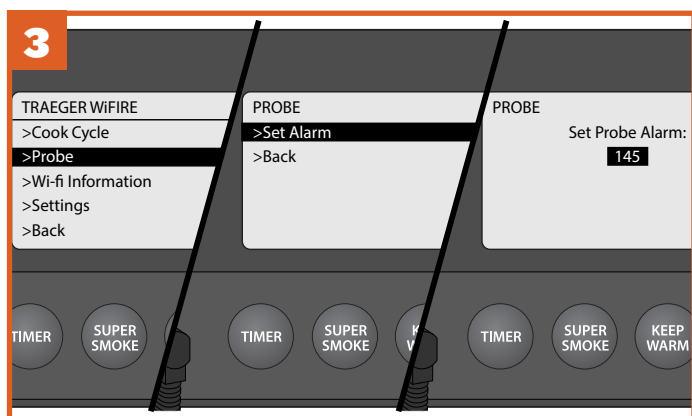 3
TRAEGER WiFIRE
>Cook Cycle
>Probe
>Wi-fi Information
>Settings
>Back
PROBE
>Set Alarm
>Back
PROBE
Set Probe Alarm:
145
TIMER
SUPER
SMOKE
TIMER
SUPER
SMOKE
TIMER
SUPER
SMOKE
KEEP
WARM